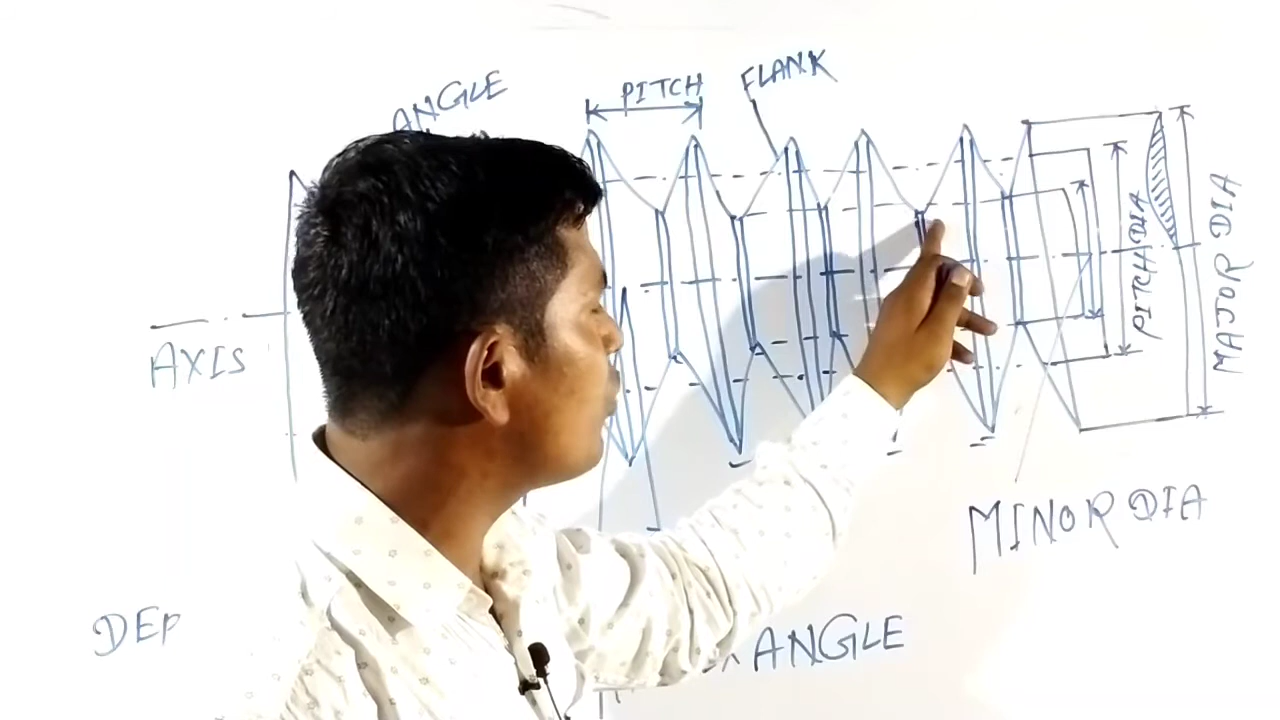 ANGLE
PITCH
FLANK
AXIS
PITCH DIA
MAJOR DIA
MINOR DIA
DEP
ANGLE